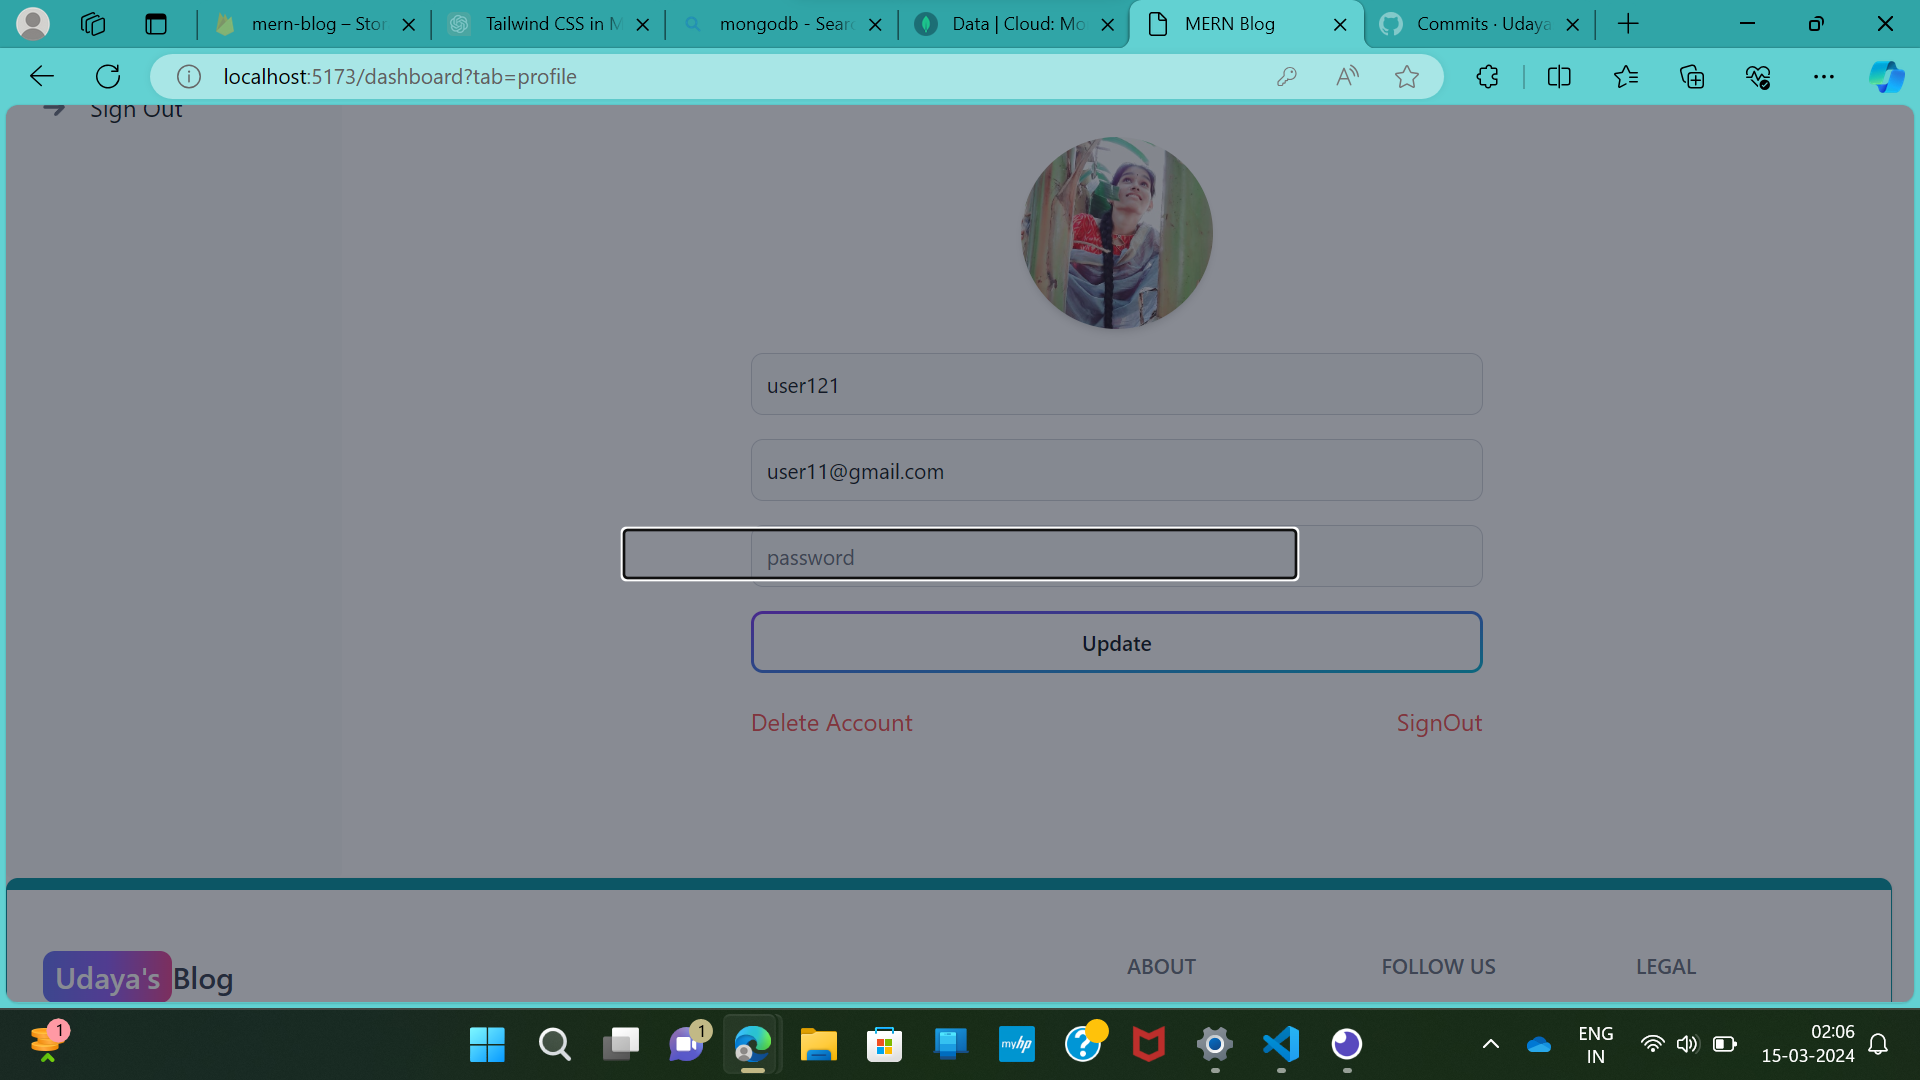 mern-blog – Stor
Tailwind CSS in M
mongodb - Searc
Data | Cloud: Mo
MERN Blog
Commits · Udaya
localhost:5173/dashboard?tab=profile
Sign Out
user121
user11@gmail.com
password
Update
Delete Account
SignOut
Udaya's Blog
ABOUT
FOLLOW US
LEGAL
1
1
myhp
ENG
IN
02:06
15-03-2024